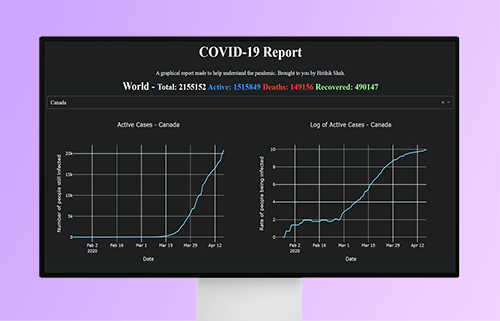 COVID-19 Report
A graphical report made to help understand the pandemic. Brought to you by Hrithik Shah.
World - Total: 2155152 Active: 1515849 Deaths: 149156 Recovered: 490147
Canada
Active Cases - Canada
Number of people still infected
20k
15k
10k
5k
0
Feb 2 Feb 16 Mar 1 Mar 15 Mar 29 Apr 12
2020
Date
Log of Active Cases - Canada
Rate of people being infected
10
8
6
4
2
0
Feb 2 Feb 16 Mar 1 Mar 15 Mar 29 Apr 12
2020
Date